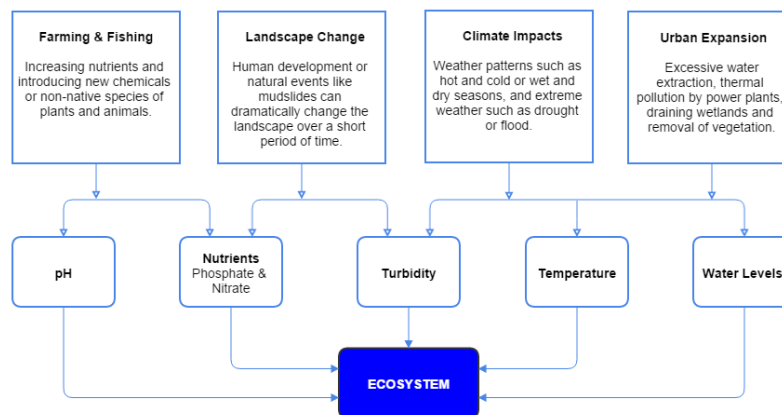 Farming & Fishing
Increasing nutrients and
introducing new chemicals
or non-native species of
plants and animals.
Landscape Change
Human development or
natural events like
mudslides can
dramatically change the
landscape over a short
period of time.
Climate Impacts
Weather patterns such as
hot and cold or wet and
dry seasons, and extreme
weather such as drought
or flood.
Urban Expansion
Excessive water
extraction, thermal
pollution by power plants,
draining wetlands and
removal of vegetation.
pH
Nutrients
Phosphate &
Nitrate
Turbidity
Temperature
Water Levels
ECOSYSTEM